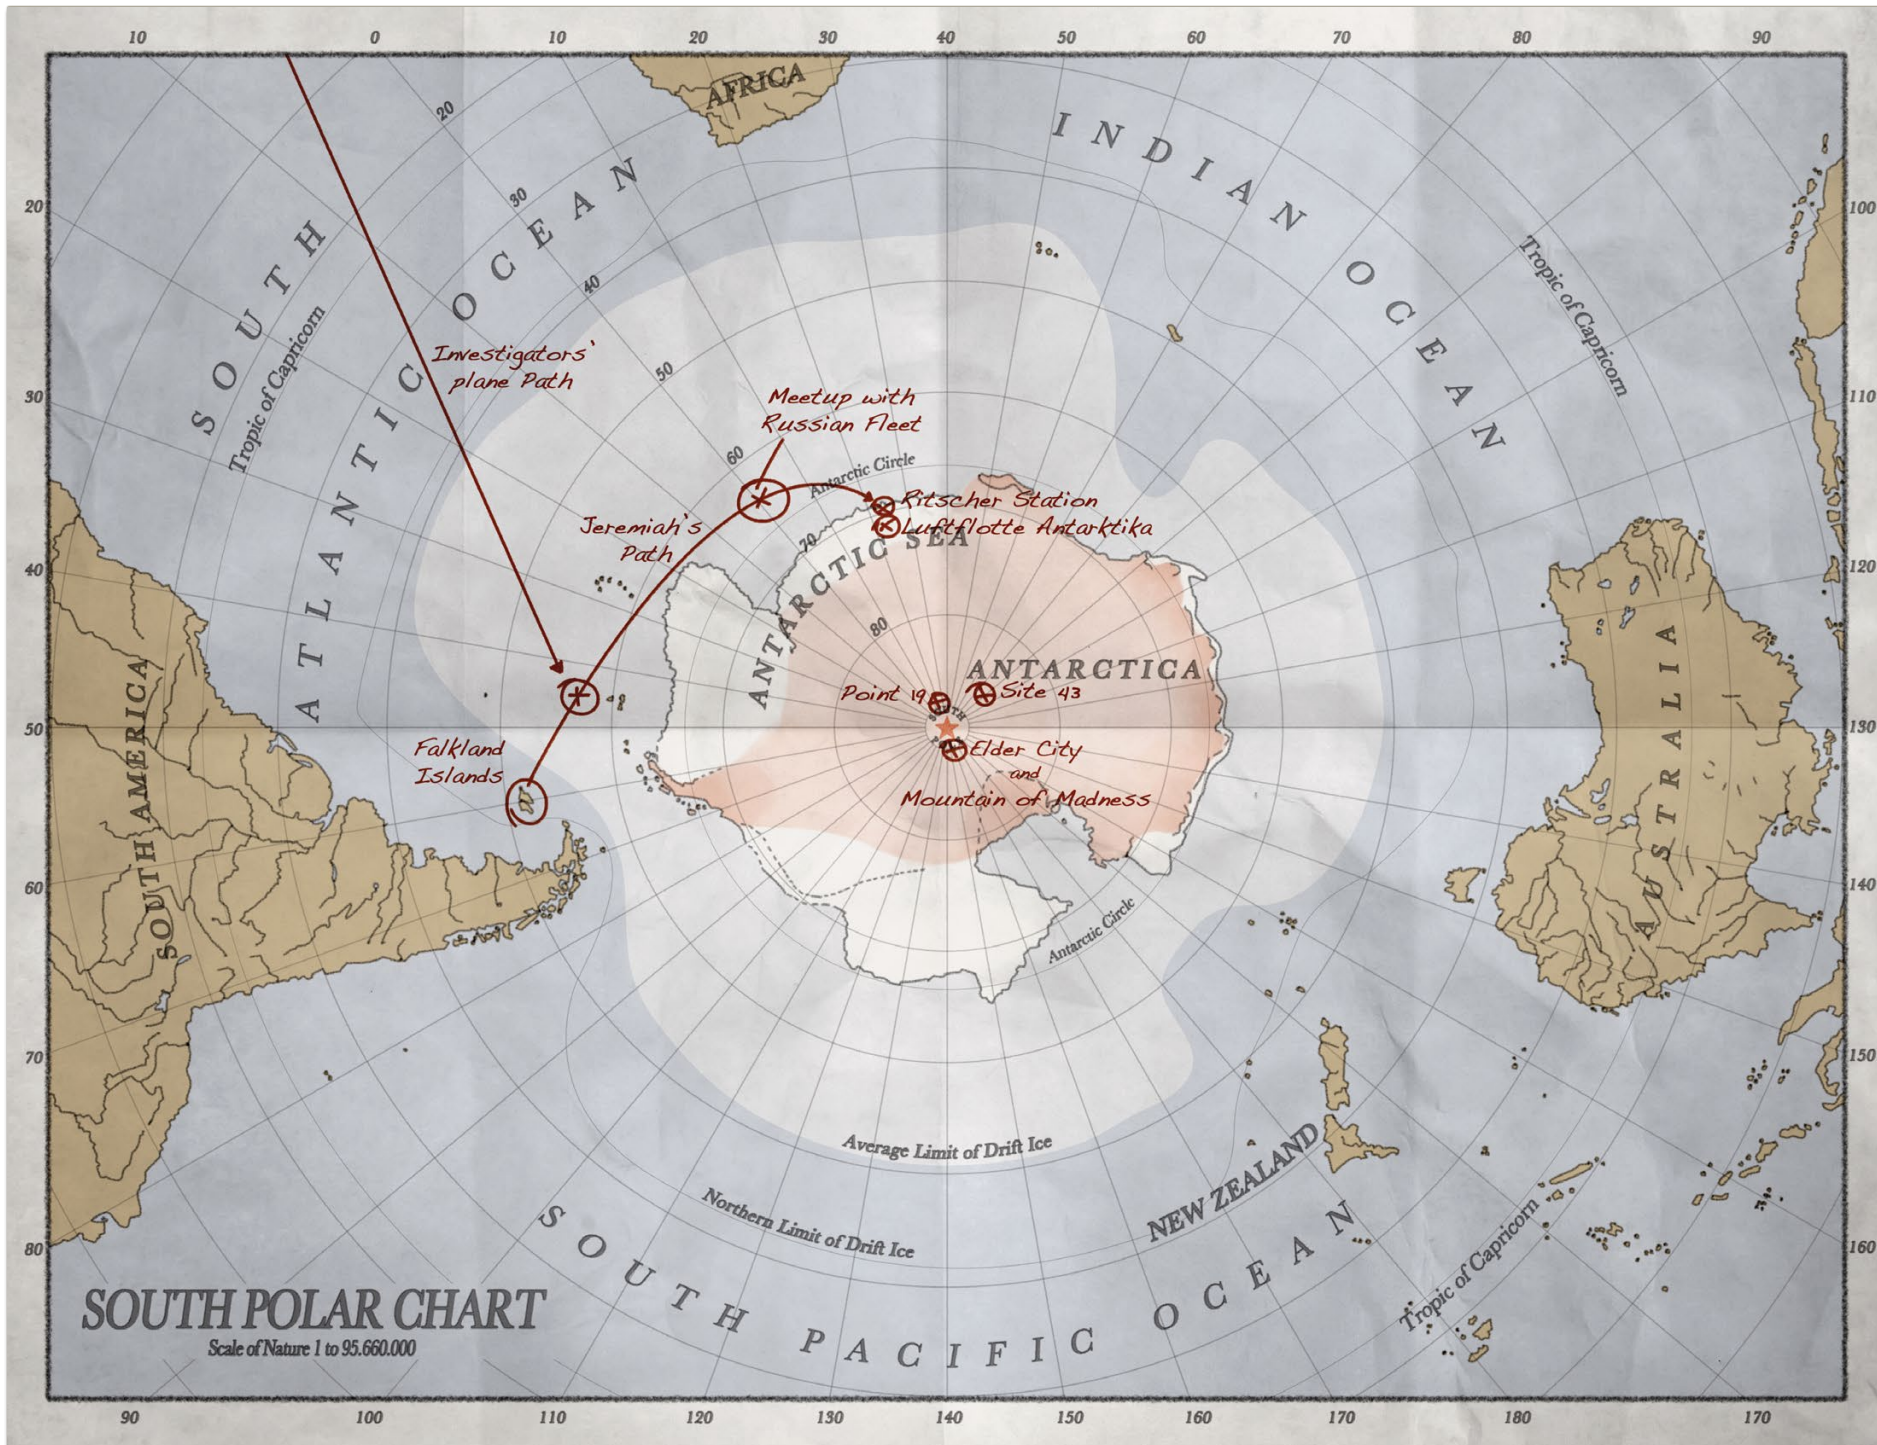 10 0 10 20 30 40 50 60 70 80 90
AFRICA
20
30
40
50
60
70
80
INDIAN OCEAN
SOUTH
ATLANTIC OCEAN
Tropic of Capricorn
Tropic of Capricorn
20
30
40
50
60
70
80
100
110
120
130
140
150
160
Investigators'
plane Path
Meetup with
Russian Fleet
Antarctic Circle
Jeremiah's
Path
Ritscher Station
Luftflotte Antarktika
ANTARCTIC SEA
ANTARCTICA
Point 19
Site 43
SOUTH
Elder City
and
Mountain of Madness
Falkland
Islands
SOUTH AMERICA
AUSTRALIA
Antarctic Circle
Average Limit of Drift Ice
Northern Limit of Drift Ice
NEW ZEALAND
SOUTH PACIFIC OCEAN
Tropic of Capricorn
SOUTH POLAR CHART
Scale of Nature 1 to 95.660.000
90 100 110 120 130 140 150 160 170 180 170